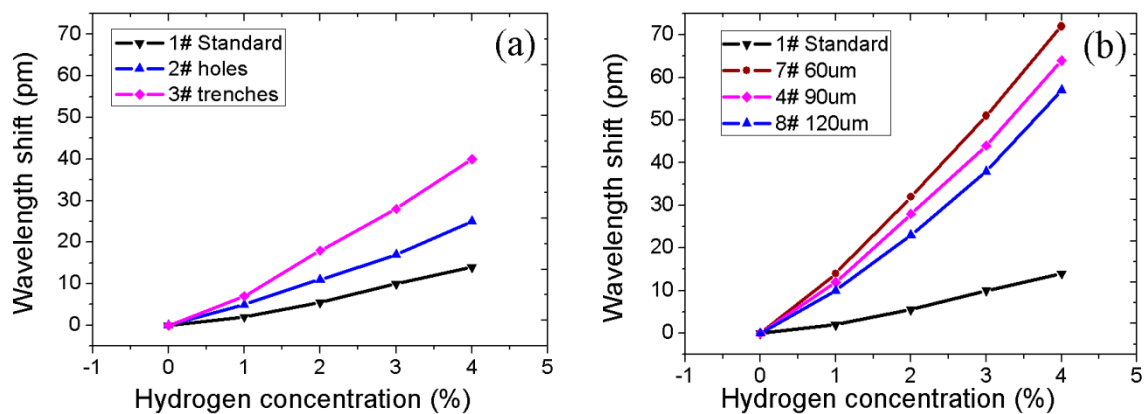 (a)
1# Standard
2# holes
3# trenches
Wavelength shift (pm)
70
60
50
40
30
20
10
0
-1 0 1 2 3 4 5
Hydrogen concentration (%)
(b)
1# Standard
7# 60um
4# 90um
8# 120um
Wavelength shift (pm)
70
60
50
40
30
20
10
0
-1 0 1 2 3 4 5
Hydrogen concentration (%)